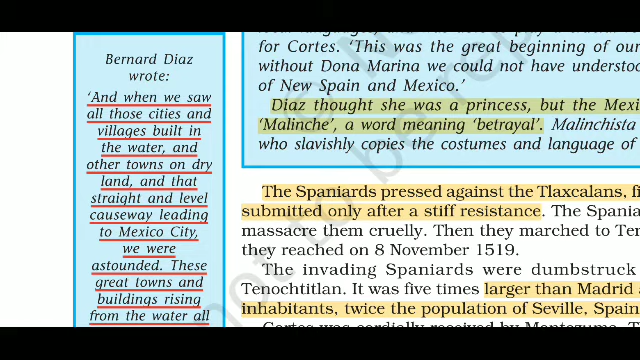 Bernard Diaz
wrote:
'And when we saw
all those cities and
villages built in
the water, and
other towns on dry
land, and that
straight and level
causeway leading
to Mexico City,
we were
astounded. These
great towns and
buildings rising
from the water all
for Cortes. 'This was the great beginning of our
without Dona Marina we could not have understoo
of New Spain and Mexico.'
Diaz thought she was a princess, but the Mexi
'Malinche', a word meaning 'betrayal'. Malinchista
who slavishly copies the costumes and language of
The Spaniards pressed against the Tlaxcalans, fi
submitted only after a stiff resistance. The Spania
massacre them cruelly. Then they marched to Ten
they reached on 8 November 1519.
The invading Spaniards were dumbstruck
Tenochtitlan. It was five times larger than Madrid
inhabitants, twice the population of Seville, Spain